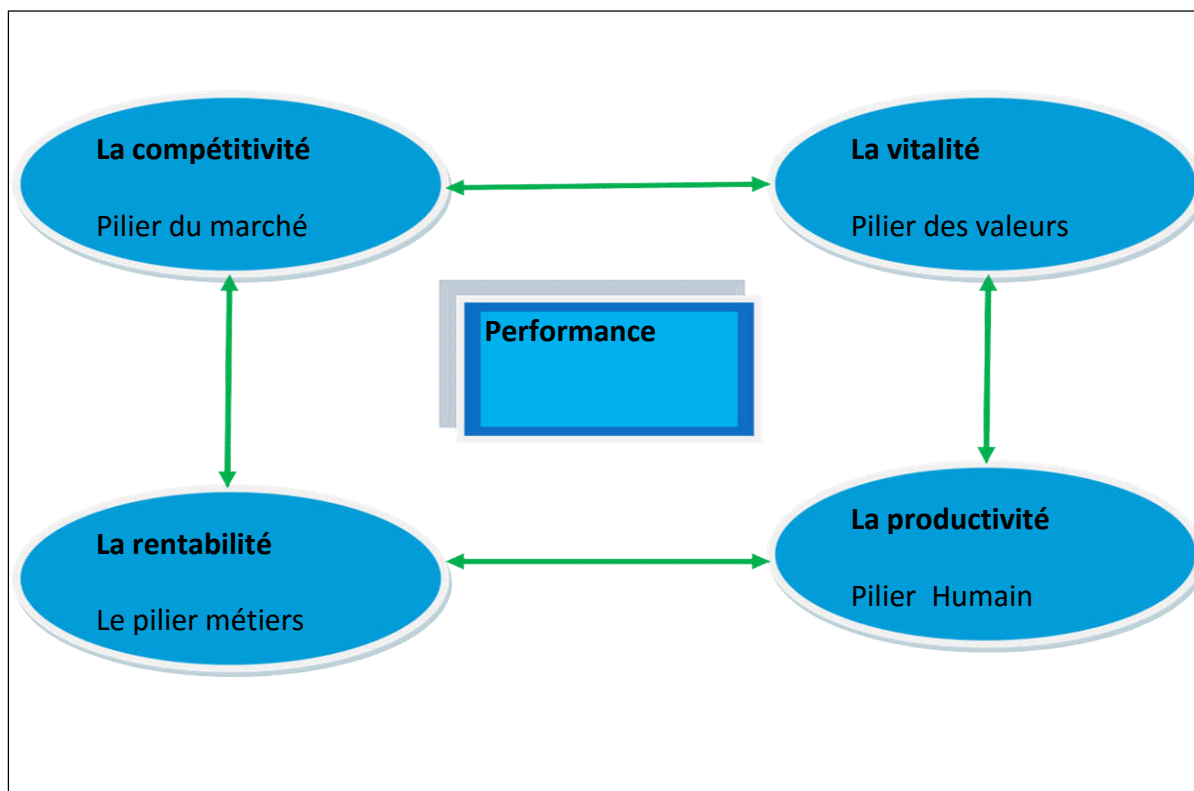 La compétitivité
Pilier du marché
La vitalité
Pilier des valeurs
Performance
La rentabilité
Le pilier métiers
La productivité
Pilier Humain